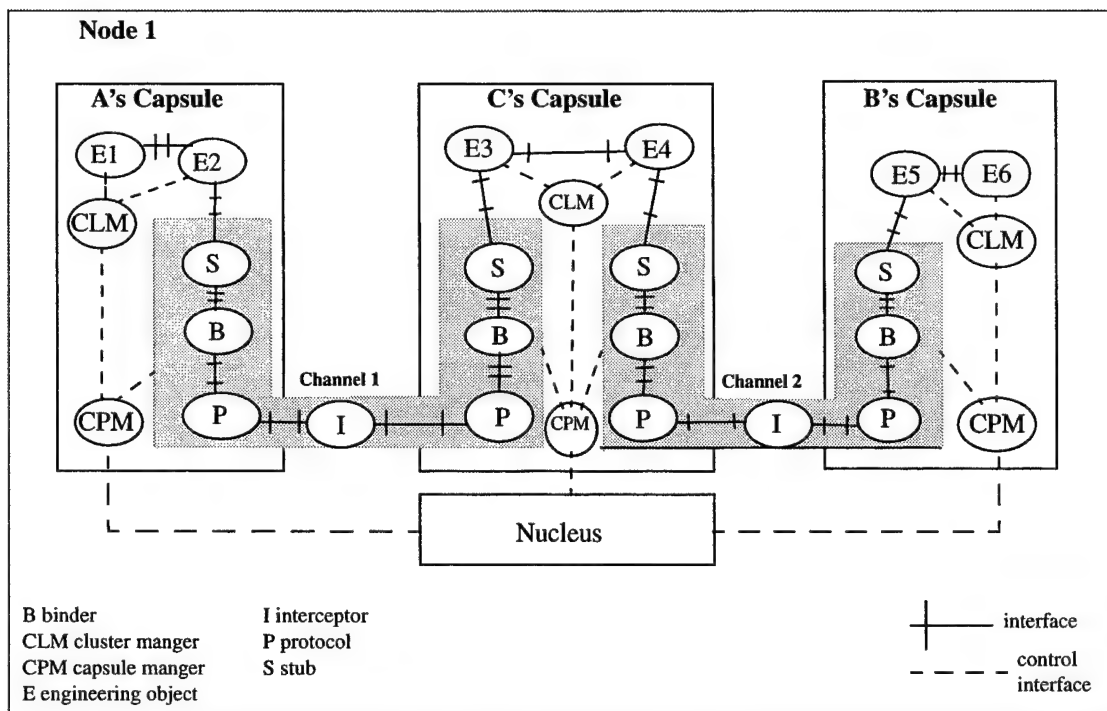 Node 1
A's Capsule
C's Capsule
B's Capsule
E1
E2
E3
E4
E5
E6
CLM
CLM
CLM
S
S
S
S
B
B
B
B
Channel 1
Channel 2
CPM
P
I
P
CPM
P
I
P
CPM
Nucleus
B binder
CLM cluster manger
CPM capsule manger
E engineering object
I interceptor
P protocol
S stub
interface
control
interface